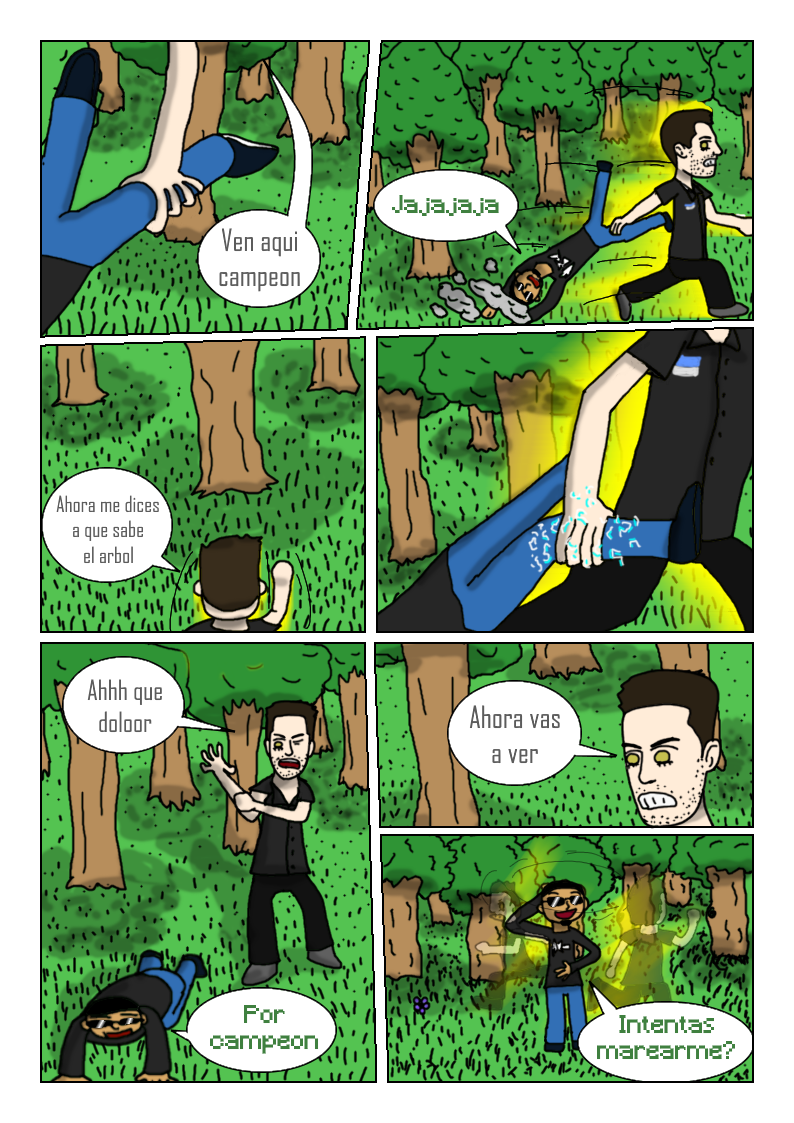 Ven aqui
campeon
Ja,ja,ja,ja
Ahora me dices
a que sabe
el arbol
Ahhh que
doloor
Ahora vas
a ver
Por
campeon
Intentas
marearme?